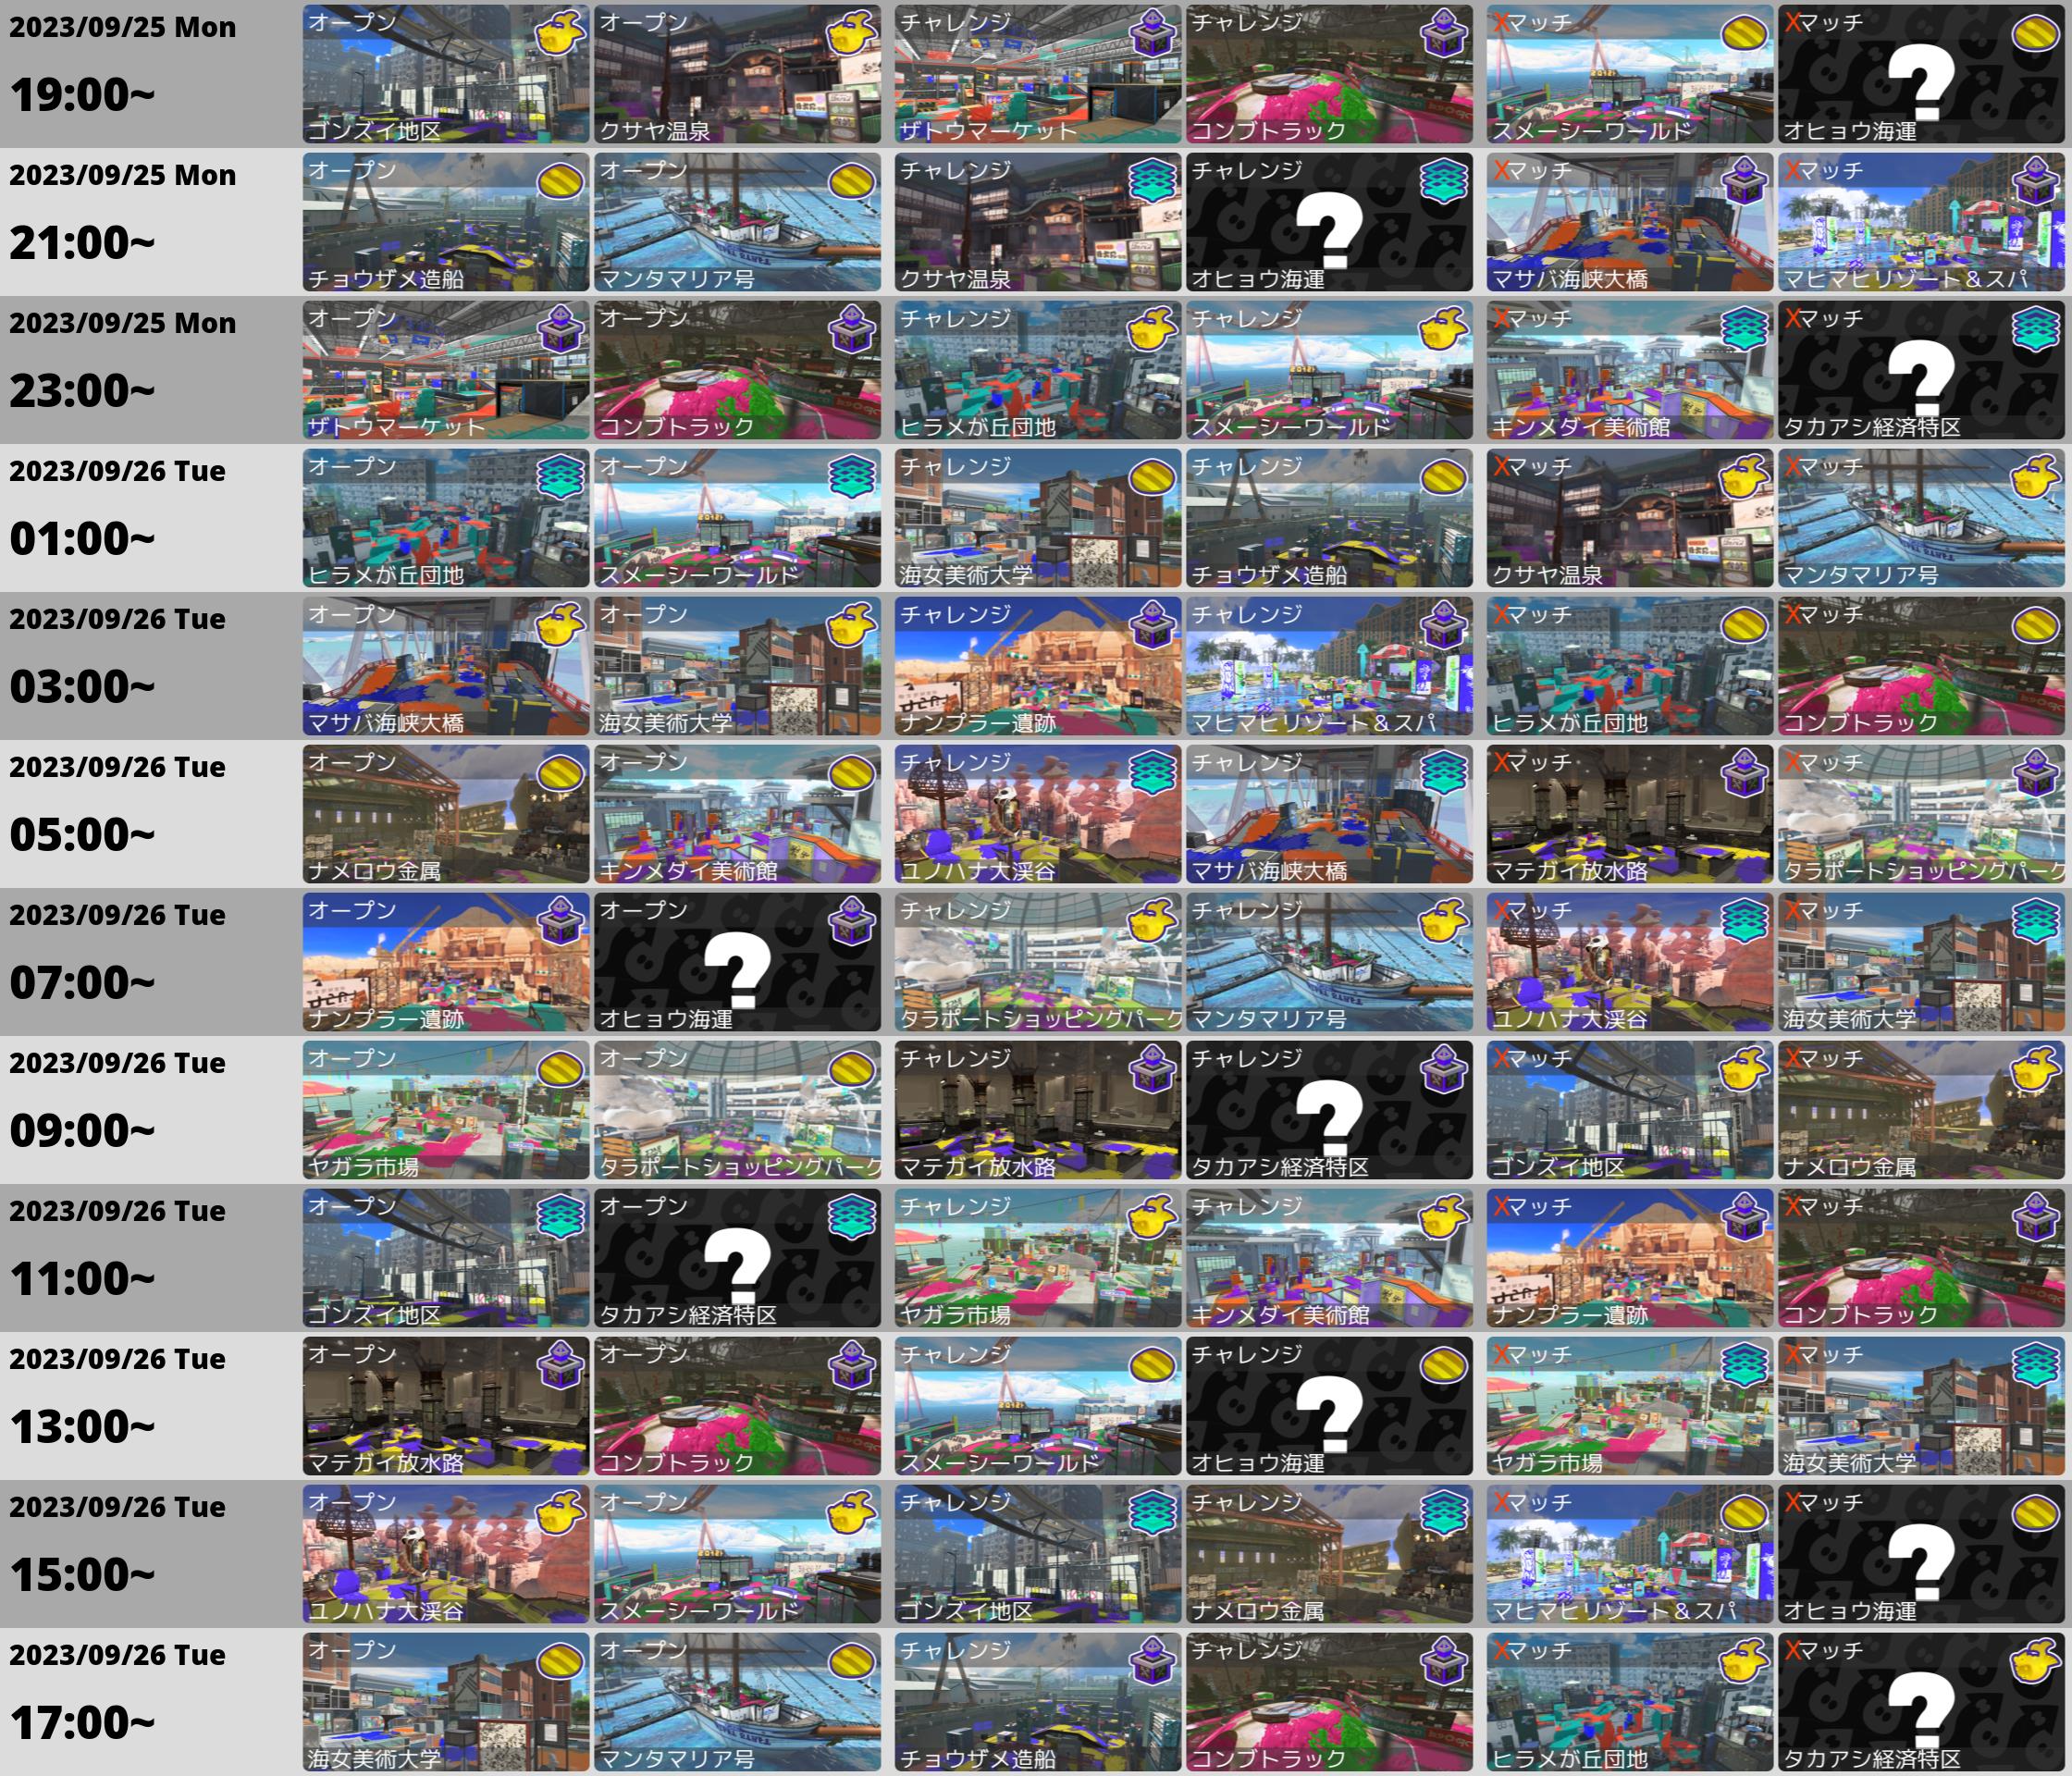 2023/09/25 Mon
19:00~
オープン
ゴンズイ地区
オープン
クサヤ温泉
チャレンジ
ザトウマーケット
チャレンジ
コンブトラック
Xマッチ
スメーシーワールド
Xマッチ
?
オヒョウ海運
2023/09/25 Mon
21:00~
オープン
チョウザメ造船
オープン
マンタマリア号
チャレンジ
クサヤ温泉
チャレンジ
?
オヒョウ海運
Xマッチ
マサバ海峡大橋
Xマッチ
マヒマヒリゾート&スパ
2023/09/25 Mon
23:00~
オープン
ザトウマーケット
オープン
コンブトラック
チャレンジ
ヒラメが丘団地
チャレンジ
スメーシーワールド
Xマッチ
キンメダイ美術館
Xマッチ
?
タカアシ経済特区
2023/09/26 Tue
01:00~
オープン
ヒラメが丘団地
オープン
スメーシーワールド
チャレンジ
海女美術大学
チャレンジ
チョウザメ造船
Xマッチ
クサヤ温泉
Xマッチ
マンタマリア号
2023/09/26 Tue
03:00~
オープン
マサバ海峡大橋
オープン
海女美術大学
チャレンジ
ナンプラー遺跡
チャレンジ
マヒマヒリゾート&スパ
Xマッチ
ヒラメが丘団地
Xマッチ
コンブトラック
2023/09/26 Tue
05:00~
オープン
ナメロウ金属
オープン
キンメダイ美術館
チャレンジ
ユノハナ大渓谷
チャレンジ
マサバ海峡大橋
Xマッチ
マテガイ放水路
Xマッチ
タラポートショッピングパーク
2023/09/26 Tue
07:00~
オープン
ナンプラー遺跡
オープン
?
オヒョウ海運
チャレンジ
タラポートショッピングパーク
チャレンジ
マンタマリア号
Xマッチ
ユノハナ大渓谷
Xマッチ
海女美術大学
2023/09/26 Tue
09:00~
オープン
ヤガラ市場
オープン
タラポートショッピングパーク
チャレンジ
マテガイ放水路
チャレンジ
?
タカアシ経済特区
Xマッチ
ゴンズイ地区
Xマッチ
ナメロウ金属
2023/09/26 Tue
11:00~
オープン
ゴンズイ地区
オープン
?
タカアシ経済特区
チャレンジ
ヤガラ市場
チャレンジ
キンメダイ美術館
Xマッチ
ナンプラー遺跡
Xマッチ
コンブトラック
2023/09/26 Tue
13:00~
オープン
マテガイ放水路
オープン
コンブトラック
チャレンジ
スメーシーワールド
チャレンジ
?
オヒョウ海運
Xマッチ
ヤガラ市場
Xマッチ
海女美術大学
2023/09/26 Tue
15:00~
オープン
ユノハナ大渓谷
オープン
スメーシーワールド
チャレンジ
ゴンズイ地区
チャレンジ
ナメロウ金属
Xマッチ
マヒマヒリゾート&スパ
Xマッチ
?
オヒョウ海運
2023/09/26 Tue
17:00~
オープン
海女美術大学
オープン
マンタマリア号
チャレンジ
チョウザメ造船
チャレンジ
コンブトラック
Xマッチ
ヒラメが丘団地
Xマッチ
?
タカアシ経済特区